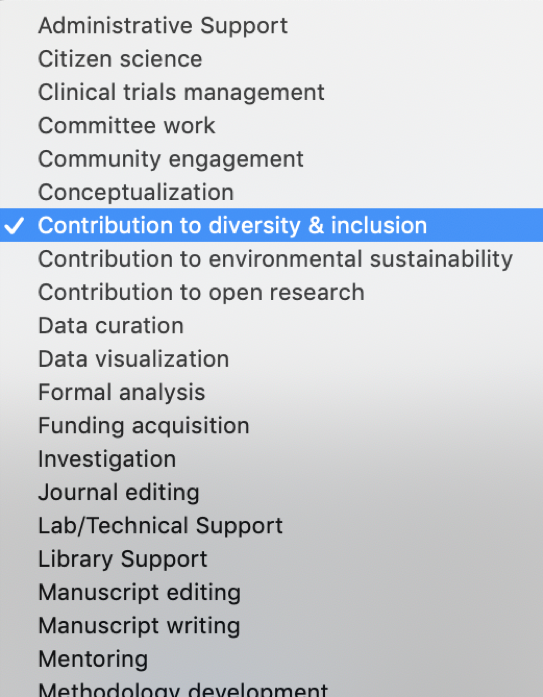 Administrative Support
Citizen science
Clinical trials management
Committee work
Community engagement
Conceptualization
Contribution to diversity & inclusion
Contribution to environmental sustainability
Contribution to open research
Data curation
Data visualization
Formal analysis
Funding acquisition
Investigation
Journal editing
Lab/Technical Support
Library Support
Manuscript editing
Manuscript writing
Mentoring
Methodology development